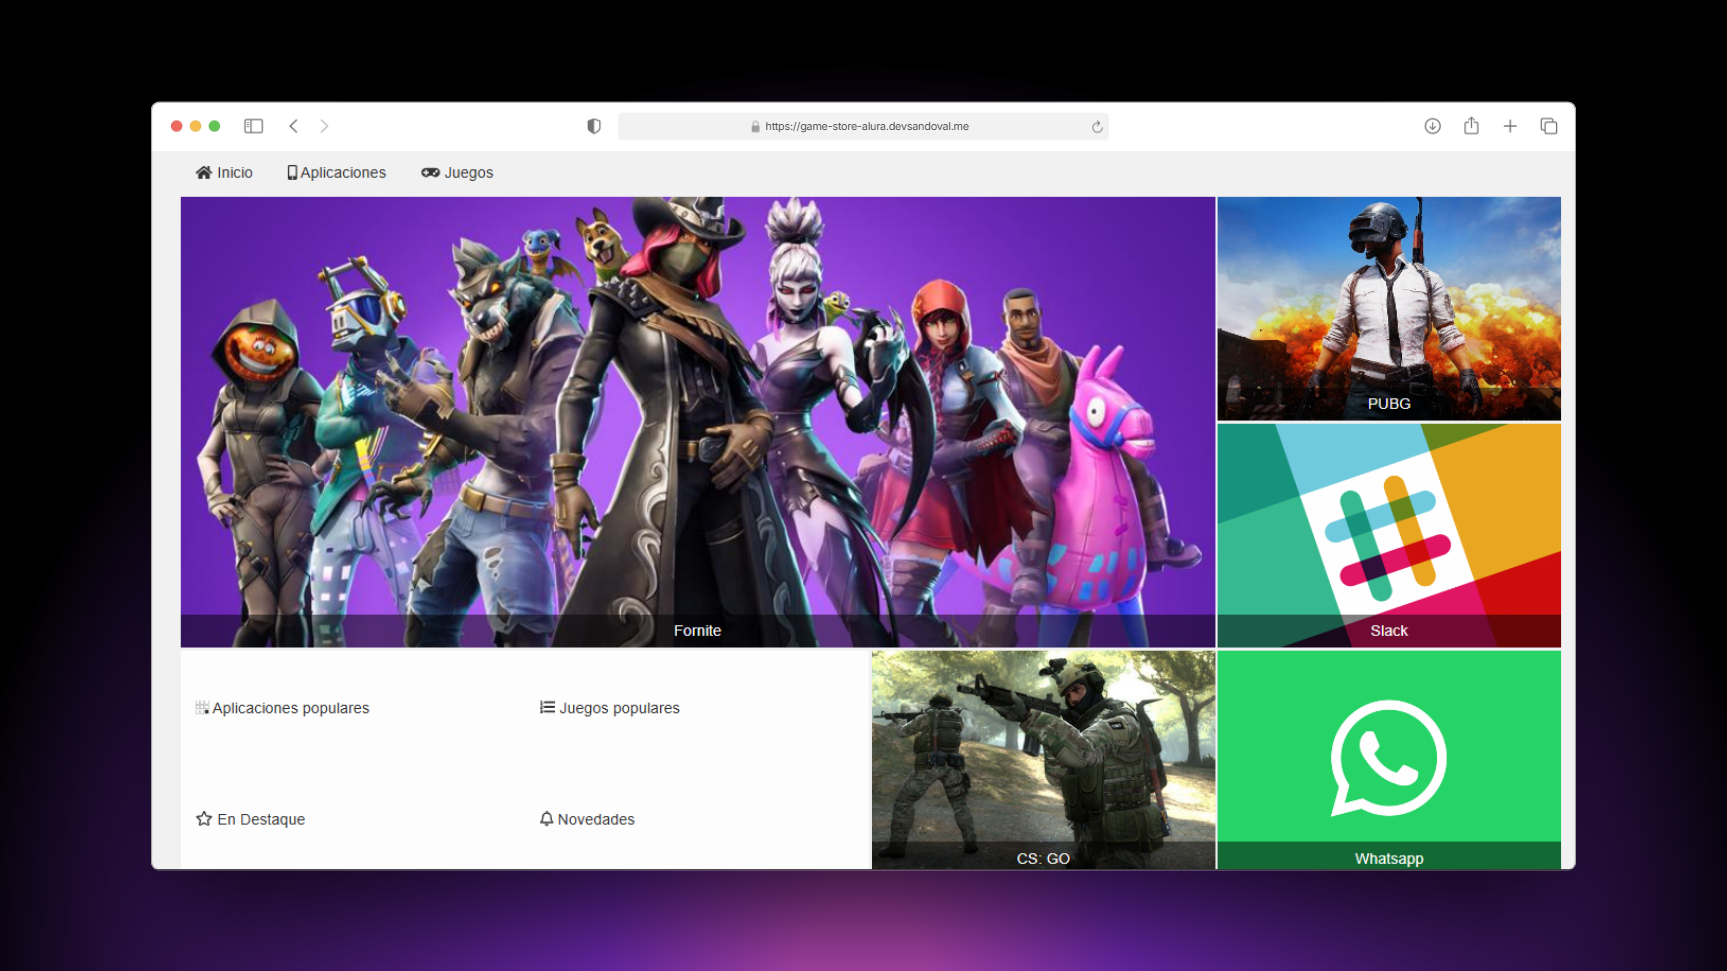 https://game-store-alura.devsandoval.me
Inicio
Aplicaciones
Juegos
PUBG
Fornite
Slack
Aplicaciones populares
Juegos populares
En Destaque
Novedades
CS: GO
Whatsapp